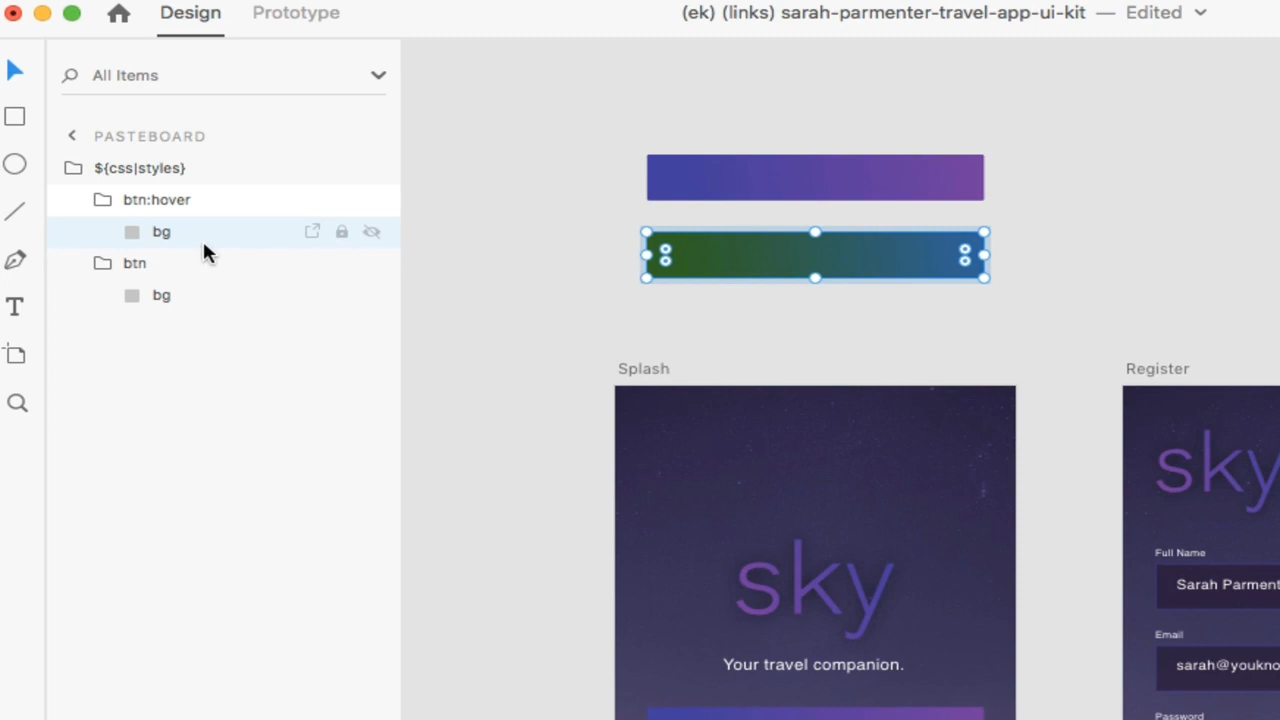 Design
Prototype
(ek) (links) sarah-parmenter-travel-app-ui-kit — Edited
All Items
PASTEBOARD
${css|styles}
btn:hover
bg
btn
bg
Splash
Register
sky
sky
Your travel companion.
Full Name
Sarah Parment
Email
sarah@youkno
Password
T